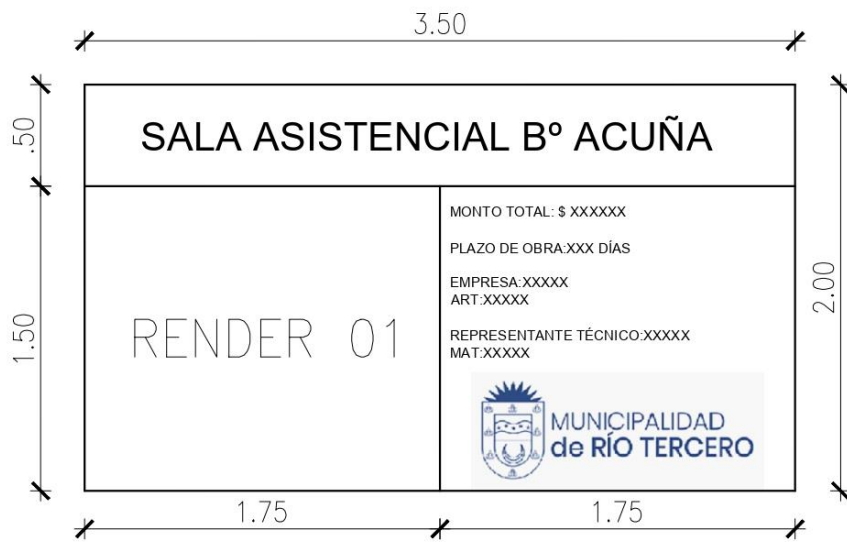 3.50
.50
SALA ASISTENCIAL Bº ACUÑA
1.50
RENDER 01
MONTO TOTAL: $ XXXXXX
PLAZO DE OBRA:XXX DÍAS
EMPRESA:XXXXX
ART:XXXXX
REPRESENTANTE TÉCNICO:XXXXX
MAT:XXXXX
MUNICIPALIDAD
de RÍO TERCERO
2.00
1.75
1.75